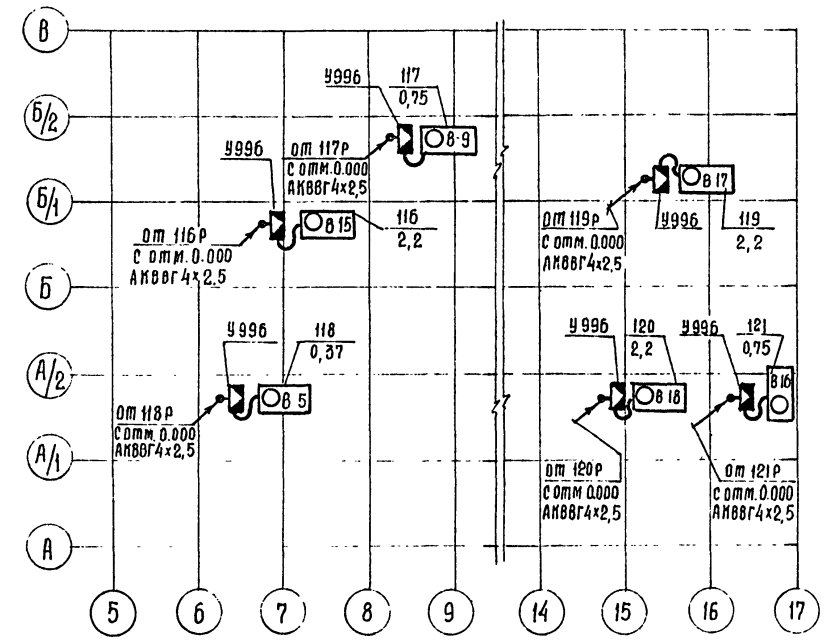 В
Б/2
Б/1
Б
А/2
А/1
А
У996
117
0,75
В-9
от 117Р
С ОТМ. 0.000
АКВВГ4х2,5
У996
В 15
116
2,2
от 116Р
С ОТМ. 0.000
АКВВГ4х2,5
В 17
от 119Р
С ОТМ. 0.000
АКВВГ4х2,5
У996
119
2,2
У996
118
0,37
В 5
от 118Р
С ОТМ. 0.000
АКВВГ4х2,5
У996
120
2,2
В 18
от 120Р
С ОТМ. 0.000
АКВВГ4х2,5
У996
121
0,75
В 16
от 121Р
С ОТМ. 0.000
АКВВГ4х2,5
5
6
7
8
9
14
15
16
17